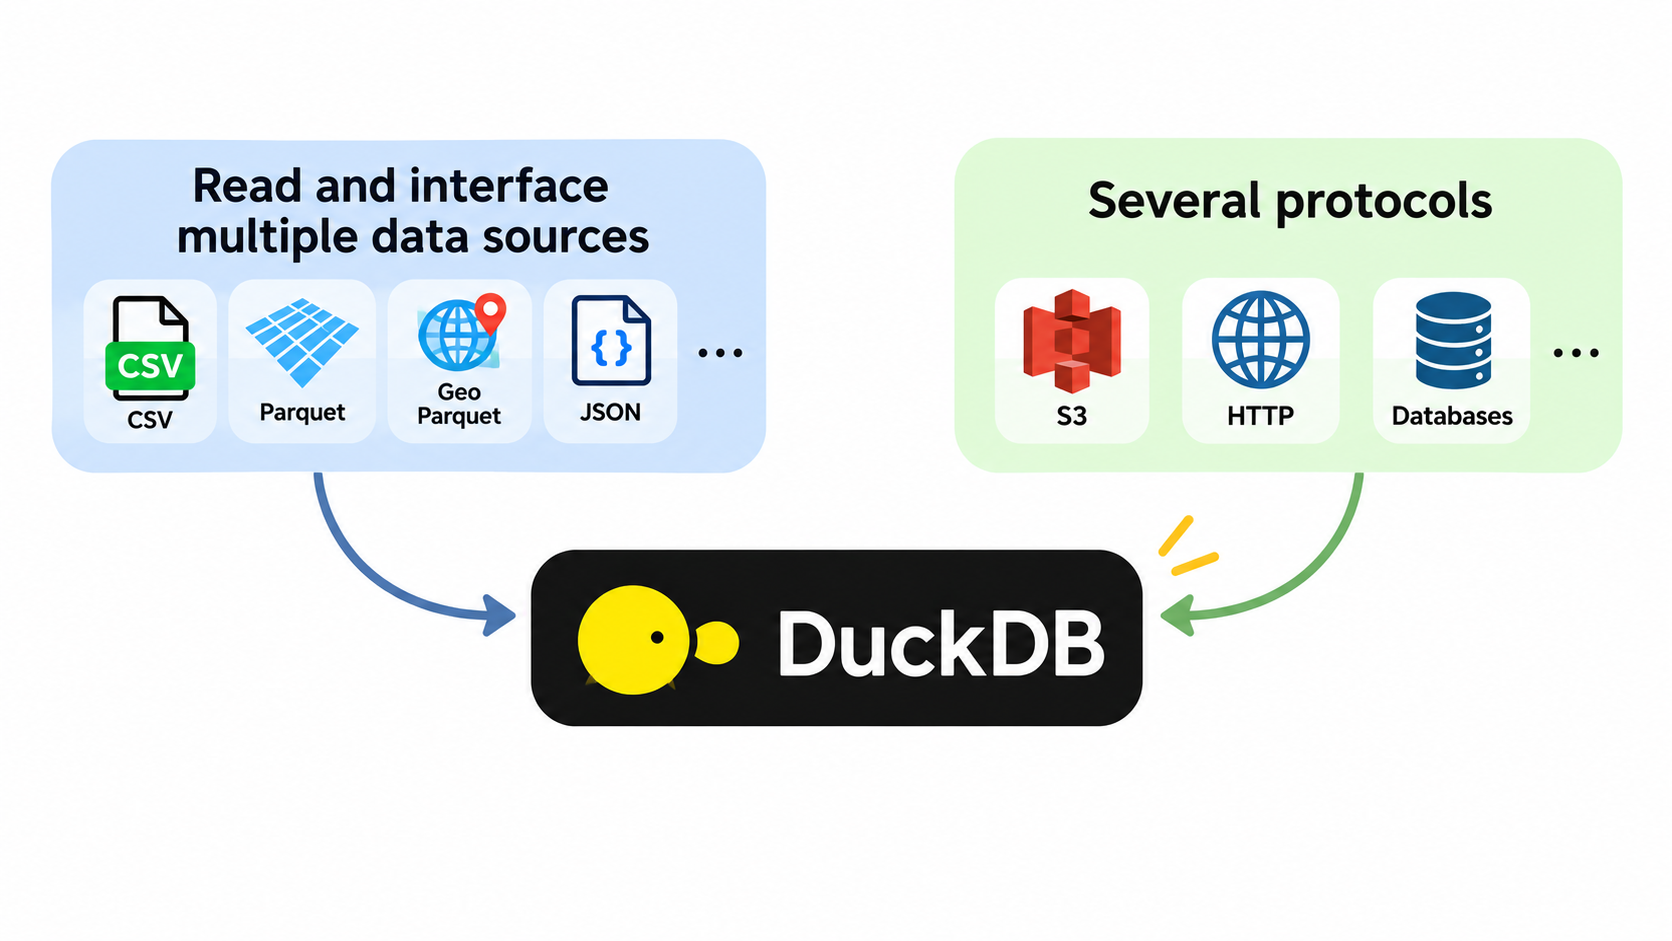 Read and interface
multiple data sources
CSV
CSV
Parquet
Geo
Parquet
{}
JSON
...
Several protocols
S3
HTTP
Databases
...
DuckDB